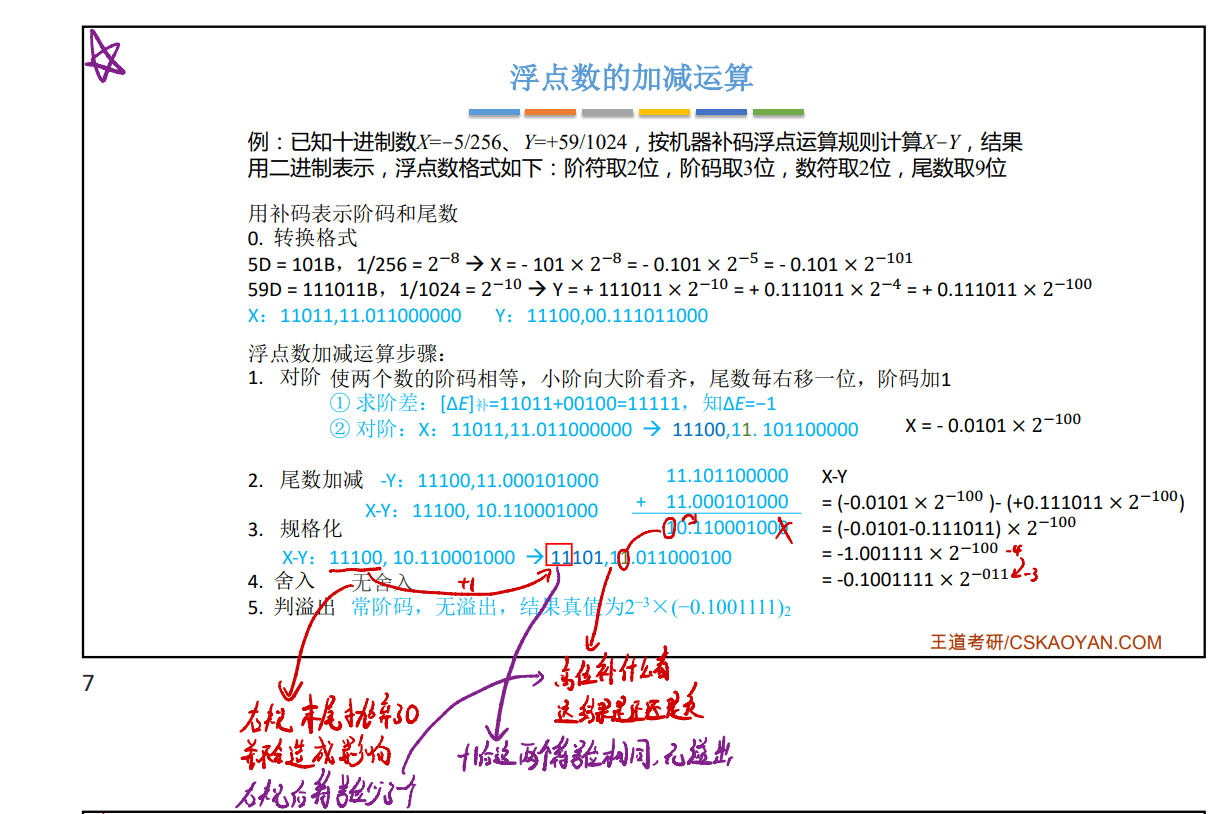 浮点数的加减运算
例：已知十进制数X=−5/256、Y=+59/1024，按机器补码浮点运算规则计算X−Y，结果
用二进制表示，浮点数格式如下：阶符取2位，阶码取3位，数符取2位，尾数取9位
用补码表示阶码和尾数
0. 转换格式
5D = 101B，1/256 = 2⁻⁸ → X = - 101 × 2⁻⁸ = - 0.101 × 2⁻⁵ = - 0.101 × 2⁻¹⁰¹
59D = 111011B，1/1024 = 2⁻¹⁰ → Y = + 111011 × 2⁻¹⁰ = + 0.111011 × 2⁻⁴ = + 0.111011 × 2⁻¹⁰⁰
X：11011,11.011000000 Y：11100,00.111011000
浮点数加减运算步骤：
1. 对阶 使两个数的阶码相等，小阶向大阶看齐，尾数每右移一位，阶码加1
① 求阶差：[ΔE]补=11011+00100=11111，知ΔE=−1
② 对阶：X：11011,11.011000000 → 11100,11. 101100000 X = - 0.0101 × 2⁻¹⁰⁰
2. 尾数加减 -Y：11100,11.000101000 11.101100000 X-Y
X-Y：11100, 10.110001000 + 11.000101000 = (-0.0101 × 2⁻¹⁰⁰ )- (+0.111011 × 2⁻¹⁰⁰)
3. 规格化 10.110001000 = (-0.0101-0.111011) × 2⁻¹⁰⁰
X-Y：11100, 10.110001000 → 11101,11.011000100 = -1.001111 × 2⁻¹⁰⁰ -4
4. 舍入 无舍入 +1 = -0.1001111 × 2⁻⁰¹¹ -3
5. 判溢出 常阶码，无溢出，结果真值为2⁻³×(−0.1001111)₂
王道考研/CSKAOYAN.COM
7
高位补什么看
这结果是正还是负
右规 末尾抛弃了0
并不会造成影响
右规后符号位少了一个
两个符号位相同，无溢出